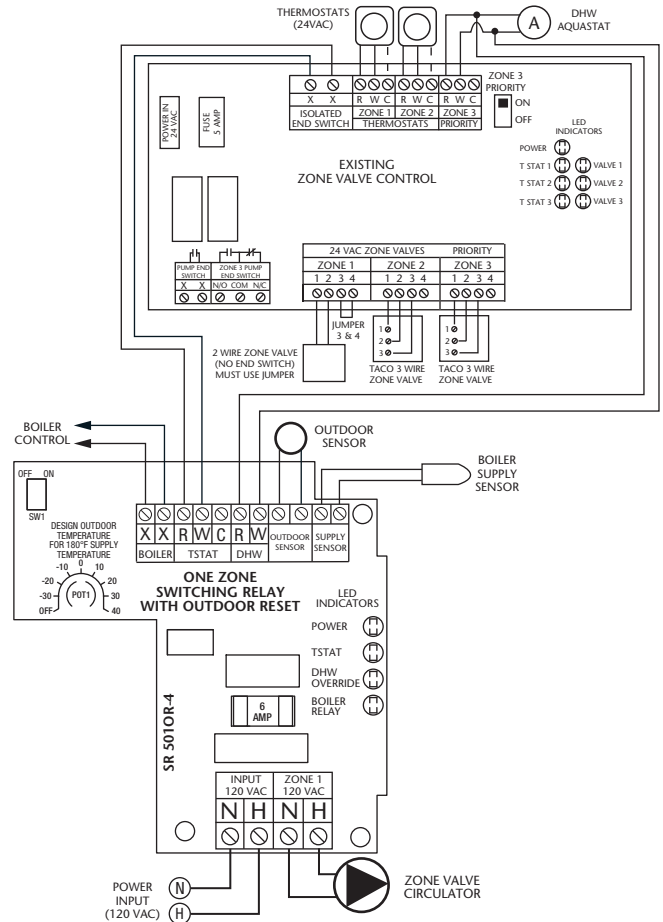 THERMOSTATS
(24VAC)
A
DHW
AQUASTAT
POWER IN
24 VAC
FUSE
5 AMP
X X R W C R W C R W C
ISOLATED
END SWITCH
ZONE 1 ZONE 2 ZONE 3
THERMOSTATS PRIORITY
ZONE 3
PRIORITY
ON
OFF
LED
INDICATORS
POWER
T STAT 1 VALVE 1
T STAT 2 VALVE 2
T STAT 3 VALVE 3
EXISTING
ZONE VALVE CONTROL
PUMP END
SWITCH
X X
ZONE 3 PUMP
END SWITCH
N/O COM N/C
24 VAC ZONE VALVES PRIORITY
ZONE 1 ZONE 2 ZONE 3
1 2 3 4 1 2 3 4 1 2 3 4
JUMPER
3 & 4
2 WIRE ZONE VALVE
(NO END SWITCH)
MUST USE JUMPER
1
2
3
TACO 3 WIRE
ZONE VALVE
1
2
3
TACO 3 WIRE
ZONE VALVE
BOILER
CONTROL
OUTDOOR
SENSOR
BOILER
SUPPLY
SENSOR
OFF ON
SW1
DESIGN OUTDOOR
TEMPERATURE
FOR 180°F SUPPLY
TEMPERATURE
-10 0 10
-20 20
-30 POT1 30
OFF 40
X X R W C R W
OUTDOOR
SENSOR
SUPPLY
SENSOR
BOILER TSTAT DHW
ONE ZONE
SWITCHING RELAY
WITH OUTDOOR RESET
LED
INDICATORS
POWER
TSTAT
DHW
OVERRIDE
BOILER
RELAY
6
AMP
SR 501OR-4
INPUT
120 VAC
ZONE 1
120 VAC
N H N H
POWER
INPUT
(120 VAC)
N
H
ZONE VALVE
CIRCULATOR